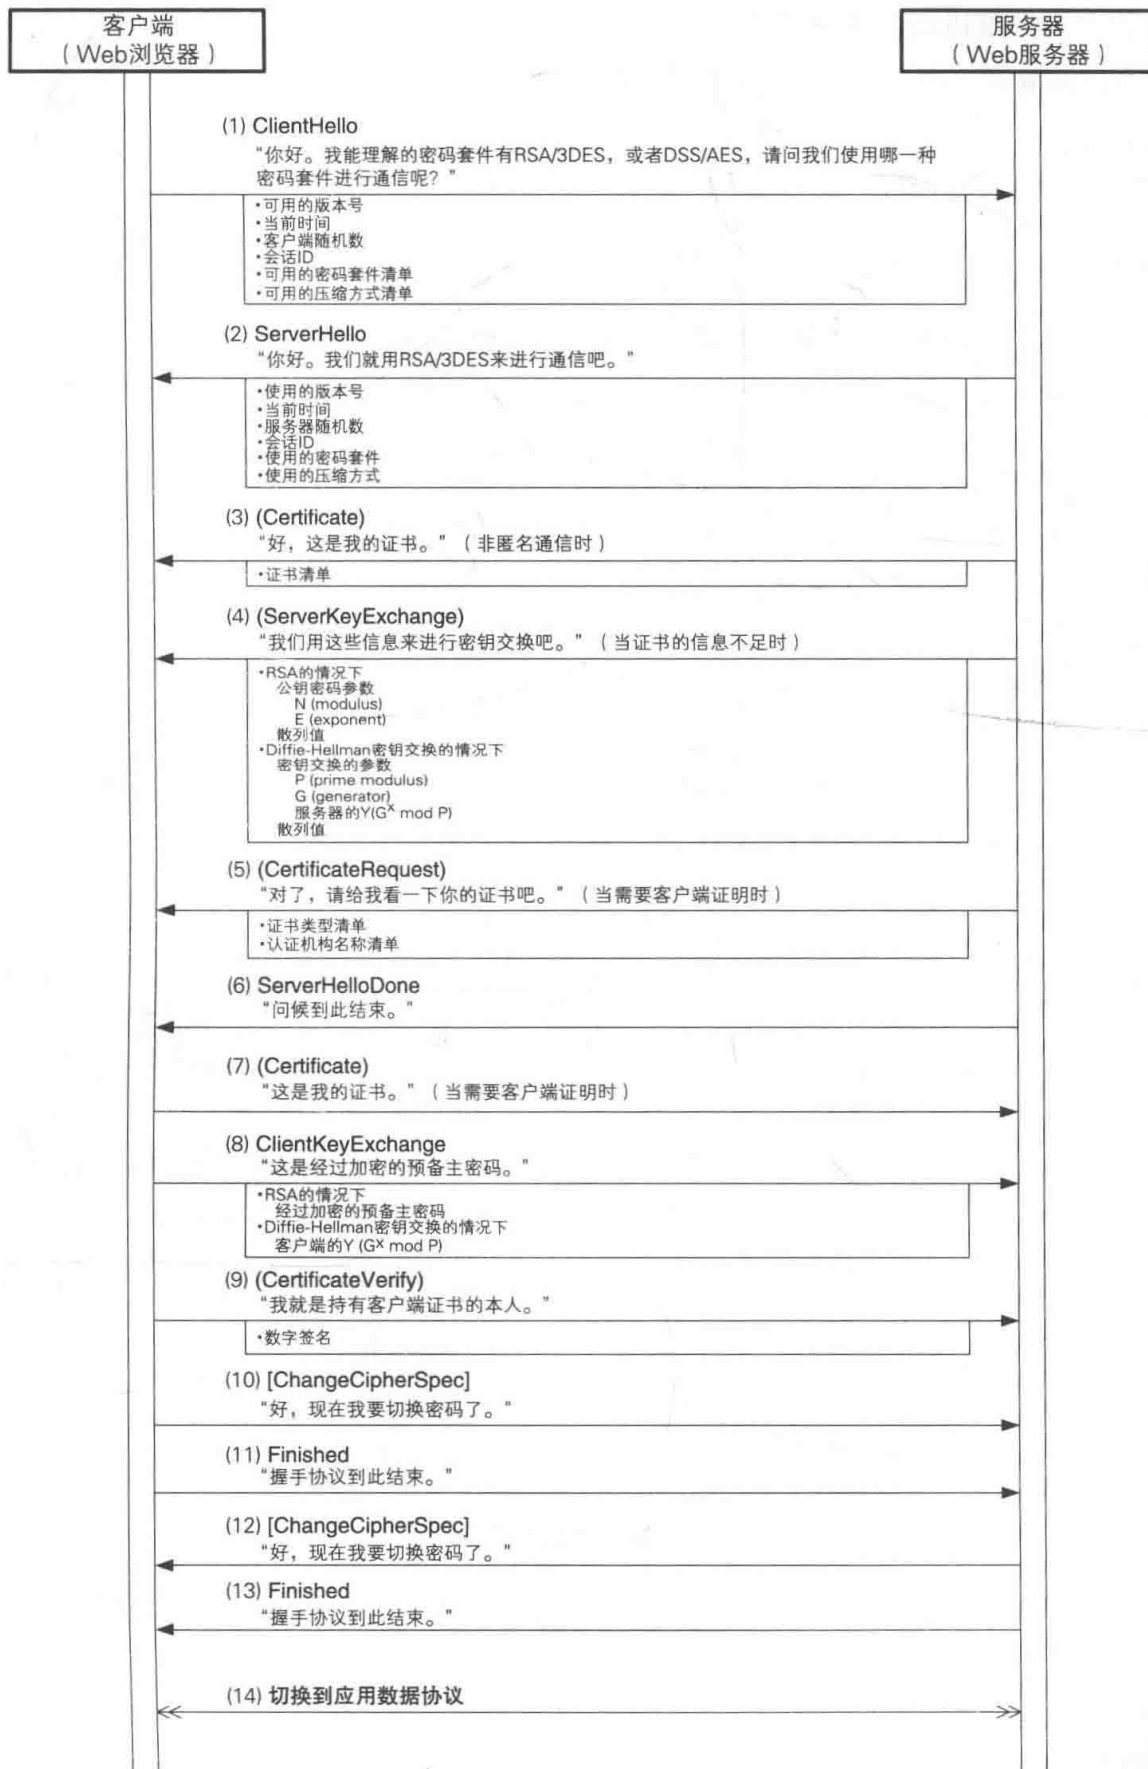 客户端
（Web浏览器）
服务器
（Web服务器）
(1) ClientHello
“你好。我能理解的密码套件有RSA/3DES，或者DSS/AES，请问我们使用哪一种
密码套件进行通信呢？”
·可用的版本号
·当前时间
·客户端随机数
·会话ID
·可用的密码套件清单
·可用的压缩方式清单
(2) ServerHello
“你好。我们就用RSA/3DES来进行通信吧。”
·使用的版本号
·当前时间
·服务器随机数
·会话ID
·使用的密码套件
·使用的压缩方式
(3) (Certificate)
“好，这是我的证书。”（非匿名通信时）
·证书清单
(4) (ServerKeyExchange)
“我们用这些信息来进行密钥交换吧。”（当证书的信息不足时）
·RSA的情况下
公钥密码参数
N (modulus)
E (exponent)
散列值
·Diffie-Hellman密钥交换的情况下
密钥交换的参数
P (prime modulus)
G (generator)
服务器的Y(G^X mod P)
散列值
(5) (CertificateRequest)
“对了，请给我看一下你的证书吧。”（当需要客户端证明时）
·证书类型清单
·认证机构名称清单
(6) ServerHelloDone
“问候到此结束。”
(7) (Certificate)
“这是我的证书。”（当需要客户端证明时）
(8) ClientKeyExchange
“这是经过加密的预备主密码。”
·RSA的情况下
经过加密的预备主密码
·Diffie-Hellman密钥交换的情况下
客户端的Y (G^X mod P)
(9) (CertificateVerify)
“我就是持有客户端证书的本人。”
·数字签名
(10) [ChangeCipherSpec]
“好，现在我要切换密码了。”
(11) Finished
“握手协议到此结束。”
(12) [ChangeCipherSpec]
“好，现在我要切换密码了。”
(13) Finished
“握手协议到此结束。”
(14) 切换到应用数据协议